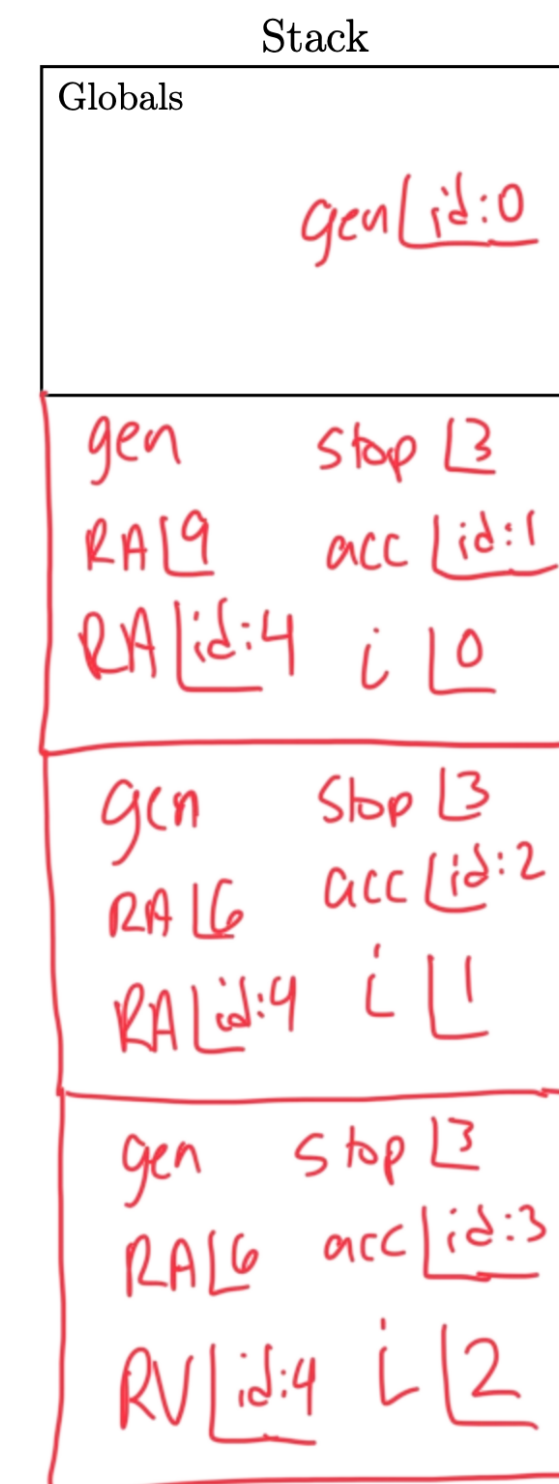 Stack
Globals
gen id:0
gen stop 3
RA 9 acc id:1
RA id:4 i 0
gen stop 3
RA 6 acc id:2
RA id:4 i 1
gen stop 3
RA 6 acc id:3
RV id:4 i 2